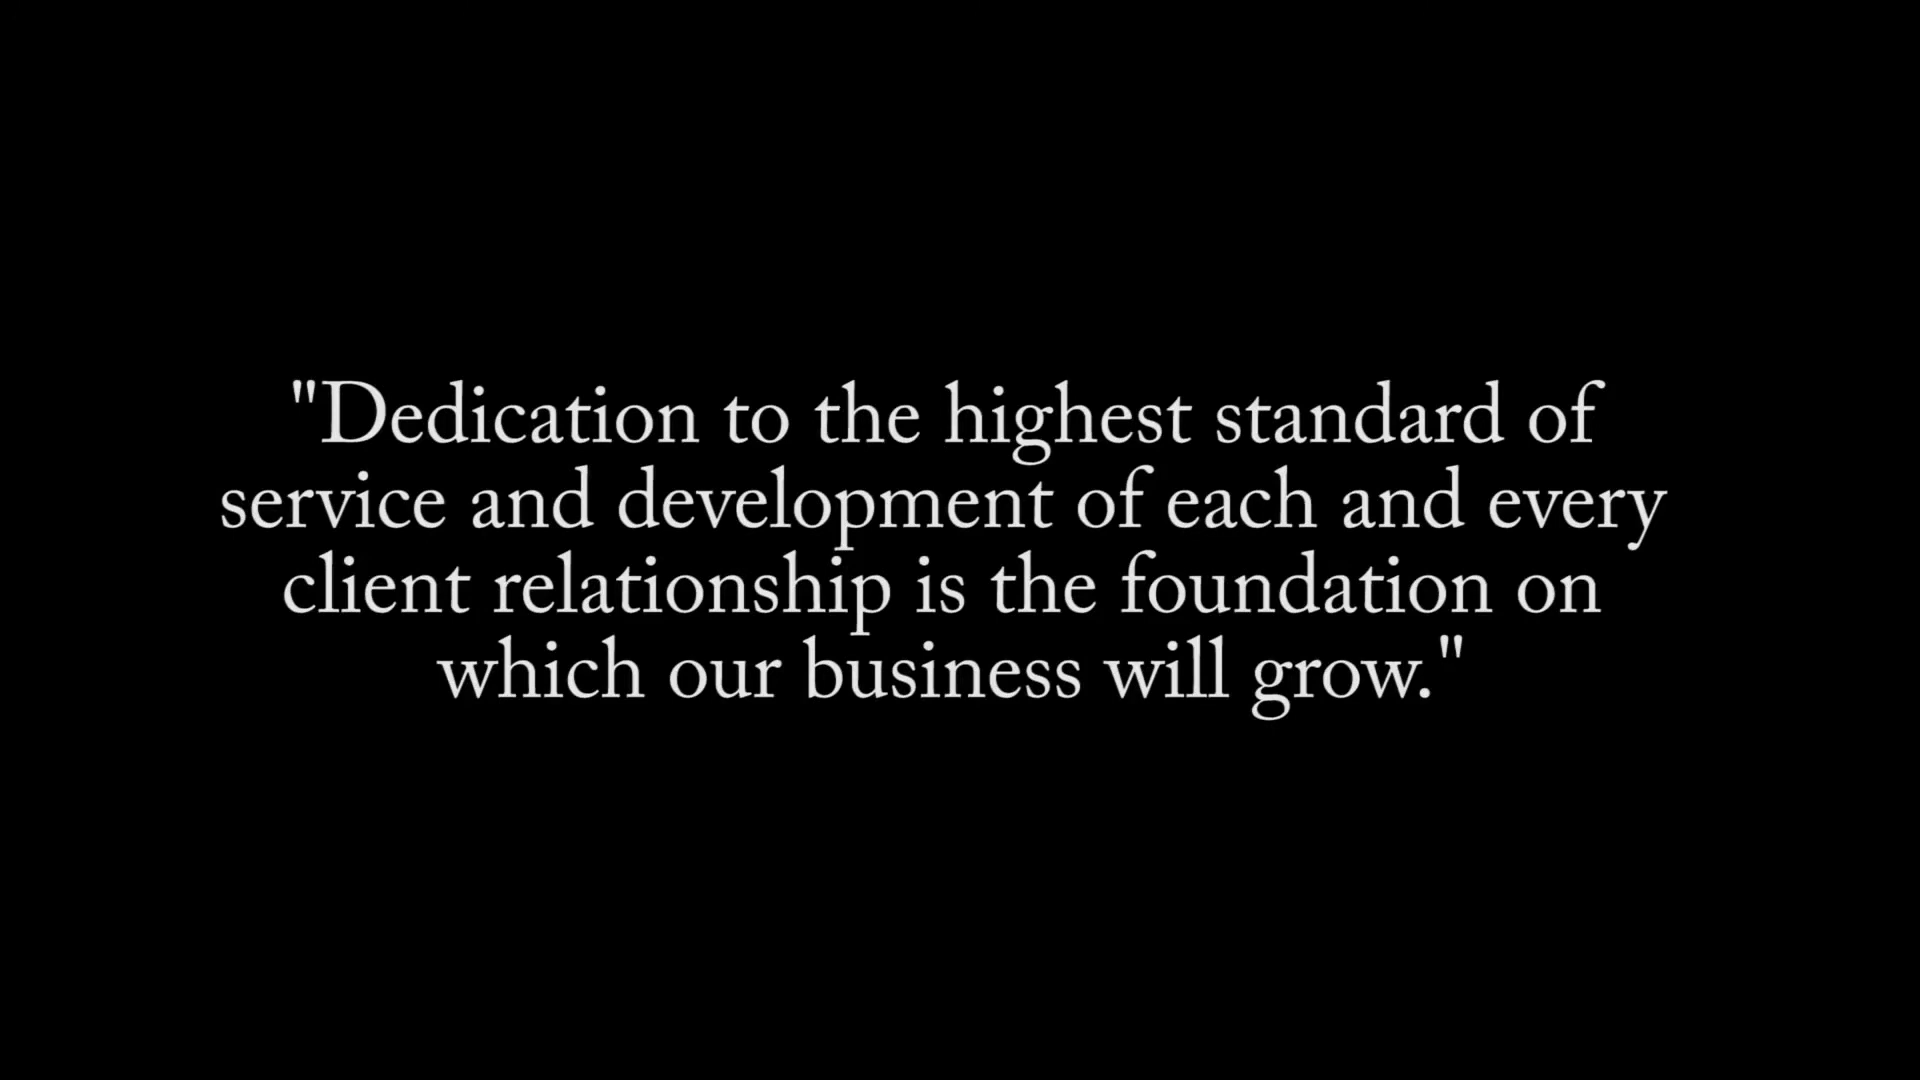 "Dedication to the highest standard of
service and development of each and every
client relationship is the foundation on
which our business will grow."